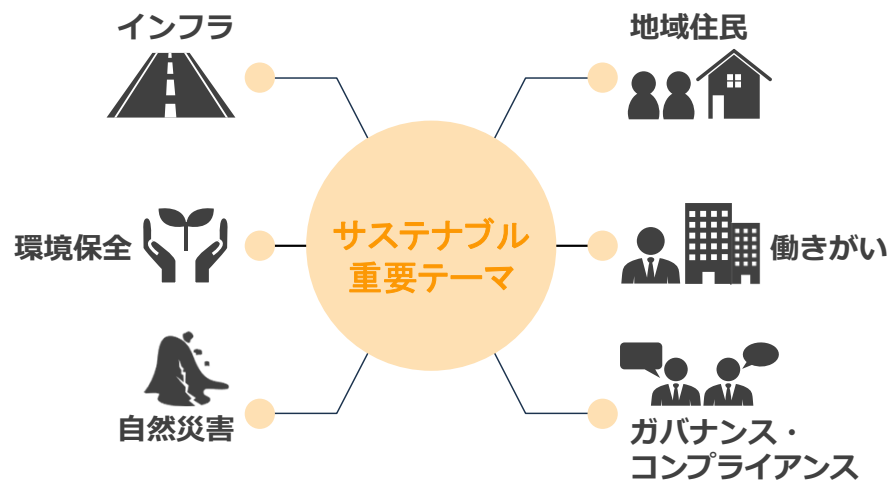 インフラ
地域住民
環境保全
サステナブル
重要テーマ
働きがい
自然災害
ガバナンス・
コンプライアンス